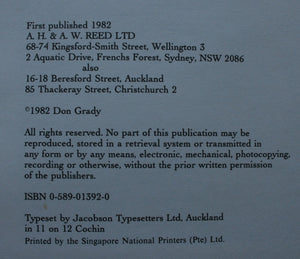 First published 1982
A. H. & A. W. REED LTD
68-74 Kingsford-Smith Street, Wellington 3
2 Aquatic Drive, Frenchs Forest, Sydney, NSW 2086
also
16-18 Beresford Street, Auckland
85 Thackeray Street, Christchurch 2
©1982 Don Grady
All rights reserved. No part of this publication may be
reproduced, stored in a retrieval system or transmitted in
any form or by any means, electronic, mechanical, photocopying,
recording or otherwise, without the prior written permission
of the publishers.
ISBN 0-589-01392-0
Typeset by Jacobson Typesetters Ltd, Auckland
in 11 on 12 Cochin
Printed by the Singapore National Printers (Pte) Ltd.